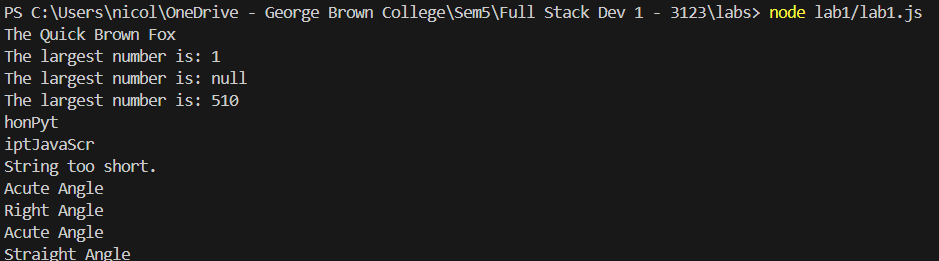 PS C:\Users\nicol\OneDrive - George Brown College\Sem5\Full Stack Dev 1 - 3123\labs> node lab1/lab1.js
The Quick Brown Fox
The largest number is: 1
The largest number is: null
The largest number is: 510
honPyt
iptJavaScr
String too short.
Acute Angle
Right Angle
Acute Angle
Straight Angle